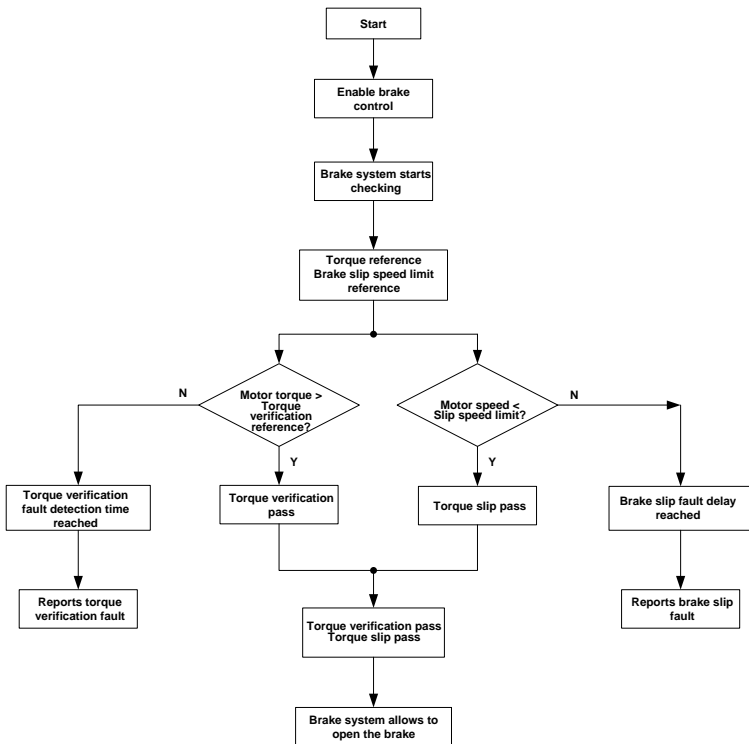 Start
Enable brake
control
Brake system starts
checking
Torque reference
Brake slip speed limit
reference
N
Motor torque >
Torque
verification
reference?
Motor speed <
Slip speed limit?
N
Y
Y
Torque verification
fault detection time
reached
Torque verification
pass
Torque slip pass
Brake slip fault delay
reached
Reports torque
verification fault
Torque verification pass
Torque slip pass
Reports brake slip
fault
Brake system allows to
open the brake